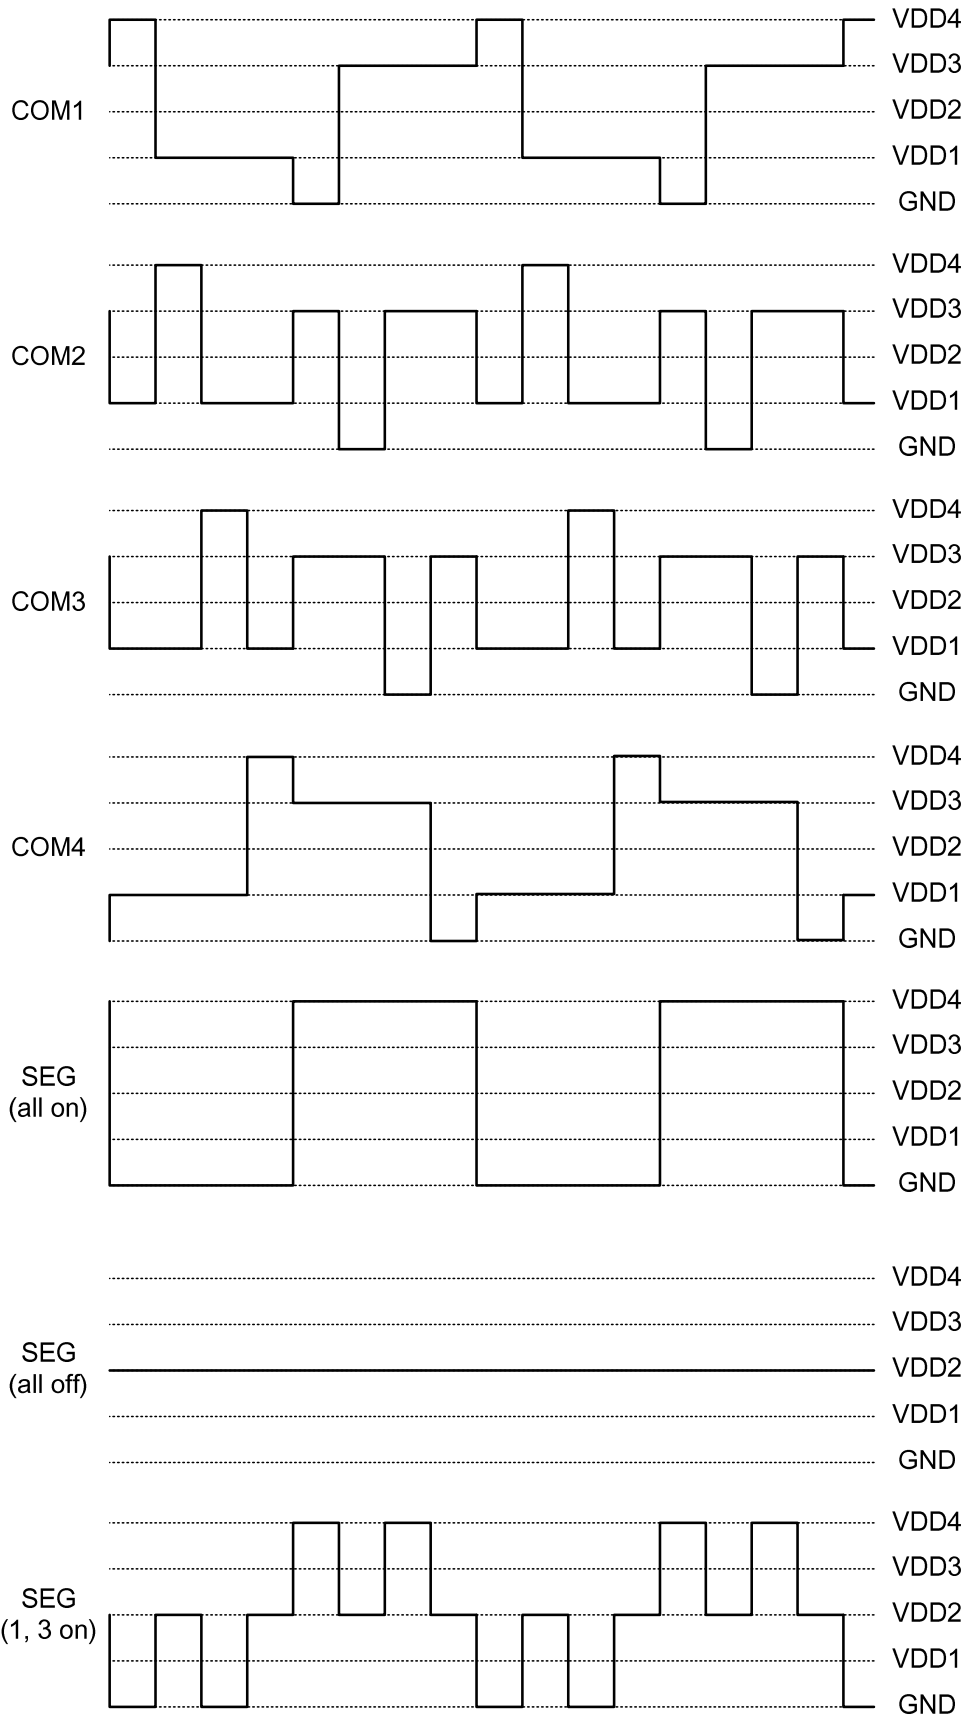 VDD4
VDD3
COM1
VDD2
VDD1
GND
VDD4
VDD3
COM2
VDD2
VDD1
GND
VDD4
VDD3
COM3
VDD2
VDD1
GND
VDD4
VDD3
COM4
VDD2
VDD1
GND
VDD4
VDD3
SEG
(all on)
VDD2
VDD1
GND
VDD4
VDD3
SEG
(all off)
VDD2
VDD1
GND
VDD4
VDD3
SEG
(1, 3 on)
VDD2
VDD1
GND